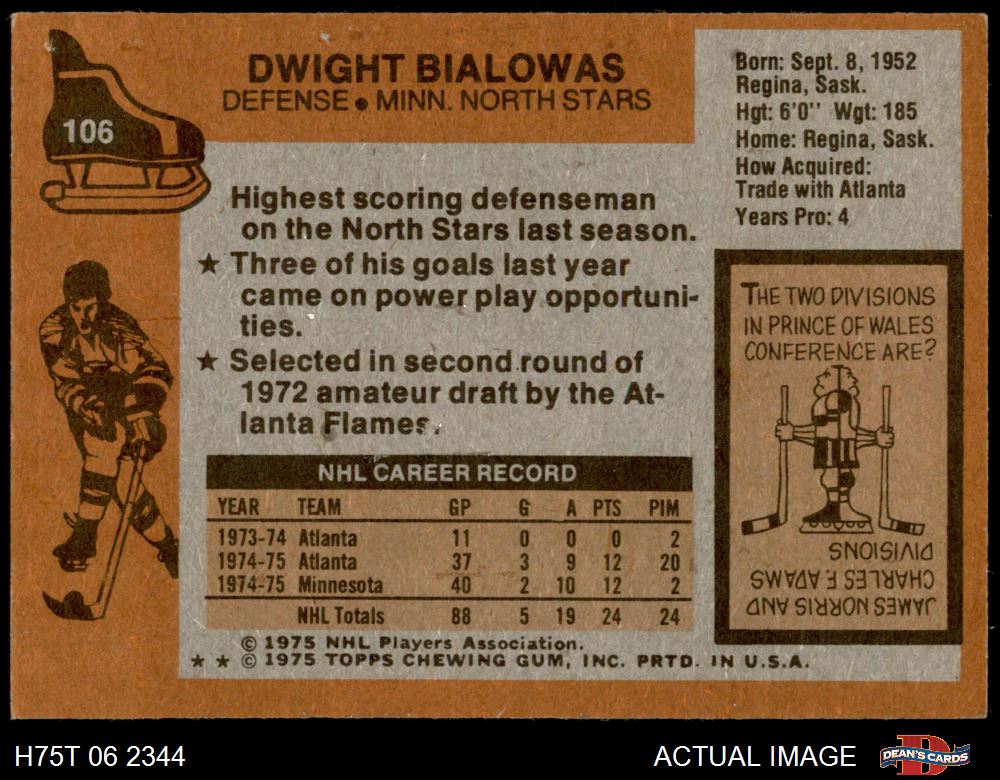 106
DWIGHT BIALOWAS
DEFENSE • MINN. NORTH STARS
Born: Sept. 8, 1952
Regina, Sask.
Hgt: 6'0'' Wgt: 185
Home: Regina, Sask.
How Acquired:
Trade with Atlanta
Years Pro: 4
Highest scoring defenseman
on the North Stars last season.
★ Three of his goals last year
came on power play opportuni-
ties.
★ Selected in second round of
1972 amateur draft by the At-
lanta Flames.
THE TWO DIVISIONS
IN PRINCE OF WALES
CONFERENCE ARE?
JAMES NORRIS AND
CHARLES F. ADAMS
DIVISIONS
NHL CAREER RECORD
YEAR TEAM GP G A PTS PIM
1973-74 Atlanta 11 0 0 0 2
1974-75 Atlanta 37 3 9 12 20
1974-75 Minnesota 40 2 10 12 2
NHL Totals 88 5 19 24 24
© 1975 NHL Players Association.
★ ★ © 1975 TOPPS CHEWING GUM, INC. PRTD. IN U.S.A.
H75T 06 2344
ACTUAL IMAGE
DEAN'S CARDS